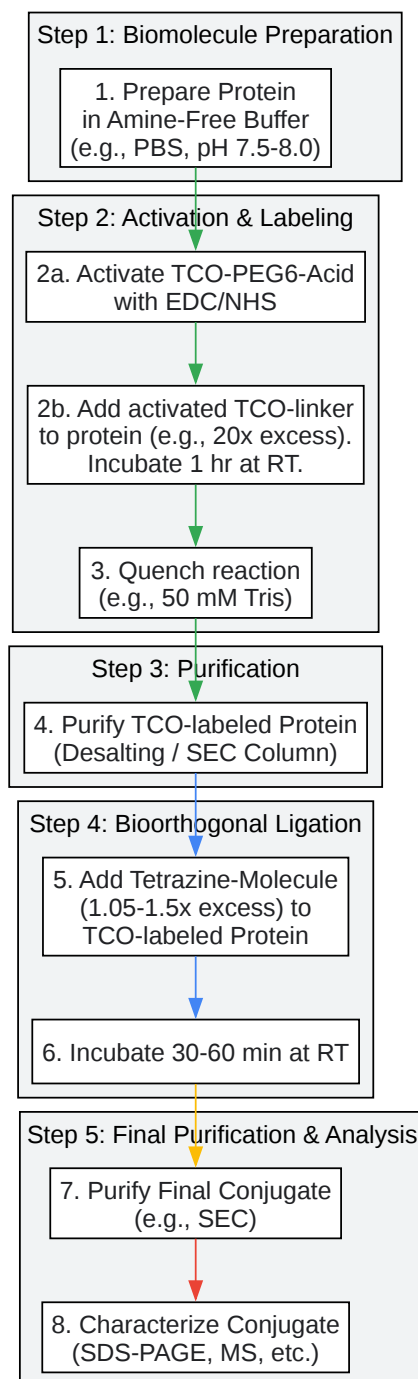 Step 1: Biomolecule Preparation
1. Prepare Protein
in Amine-Free Buffer
(e.g., PBS, pH 7.5-8.0)
Step 2: Activation & Labeling
2a. Activate TCO-PEG6-Acid
with EDC/NHS
2b. Add activated TCO-linker
to protein (e.g., 20x excess).
Incubate 1 hr at RT.
3. Quench reaction
(e.g., 50 mM Tris)
Step 3: Purification
4. Purify TCO-labeled Protein
(Desalting / SEC Column)
Step 4: Bioorthogonal Ligation
5. Add Tetrazine-Molecule
(1.05-1.5x excess) to
TCO-labeled Protein
6. Incubate 30-60 min at RT
Step 5: Final Purification & Analysis
7. Purify Final Conjugate
(e.g., SEC)
8. Characterize Conjugate
(SDS-PAGE, MS, etc.)